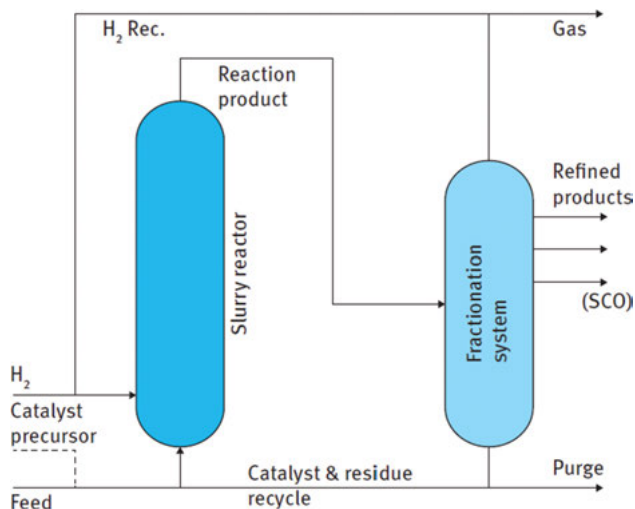 H₂ Rec.
Gas
Reaction
product
Refined
products
Slurry reactor
Fractionation
system
(SCO)
H₂
Catalyst
precursor
Catalyst & residue
recycle
Purge
Feed